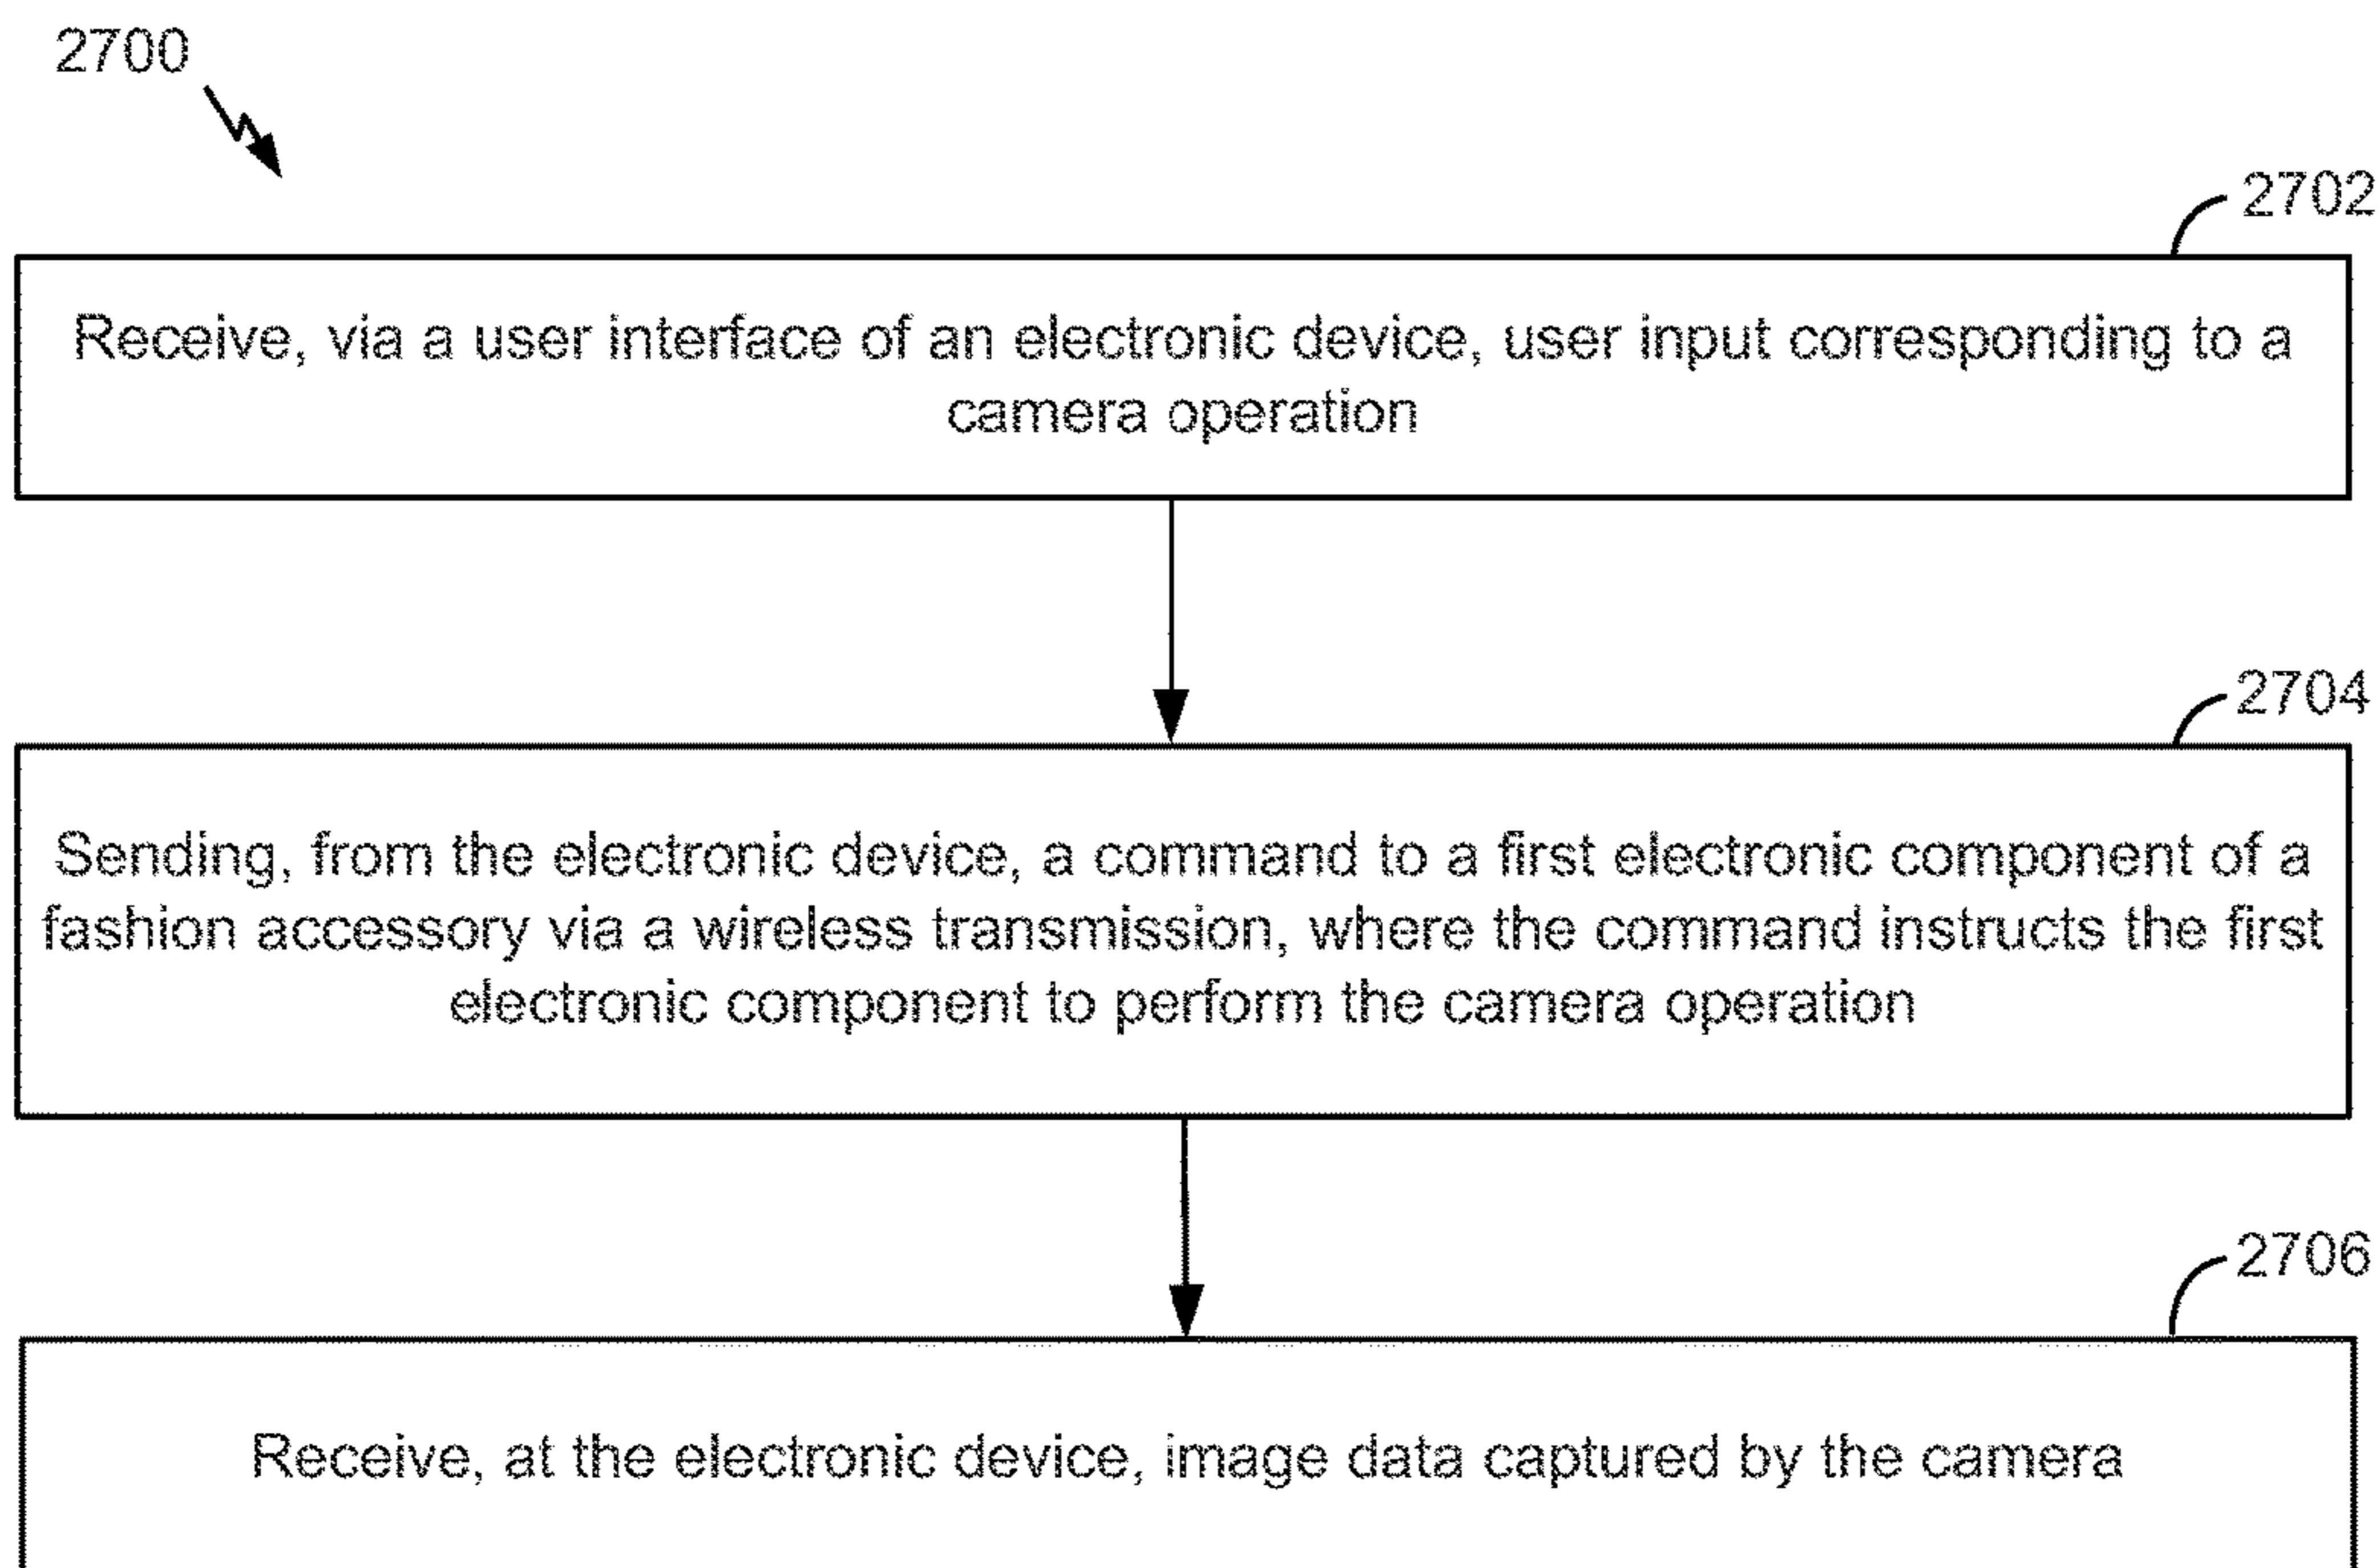 2700
2702
Receive, via a user interface of an electronic device, user input corresponding to a
camera operation
2704
Sending, from the electronic device, a command to a first electronic component of a
fashion accessory via a wireless transmission, where the command instructs the first
electronic component to perform the camera operation
2706
Receive, at the electronic device, image data captured by the camera